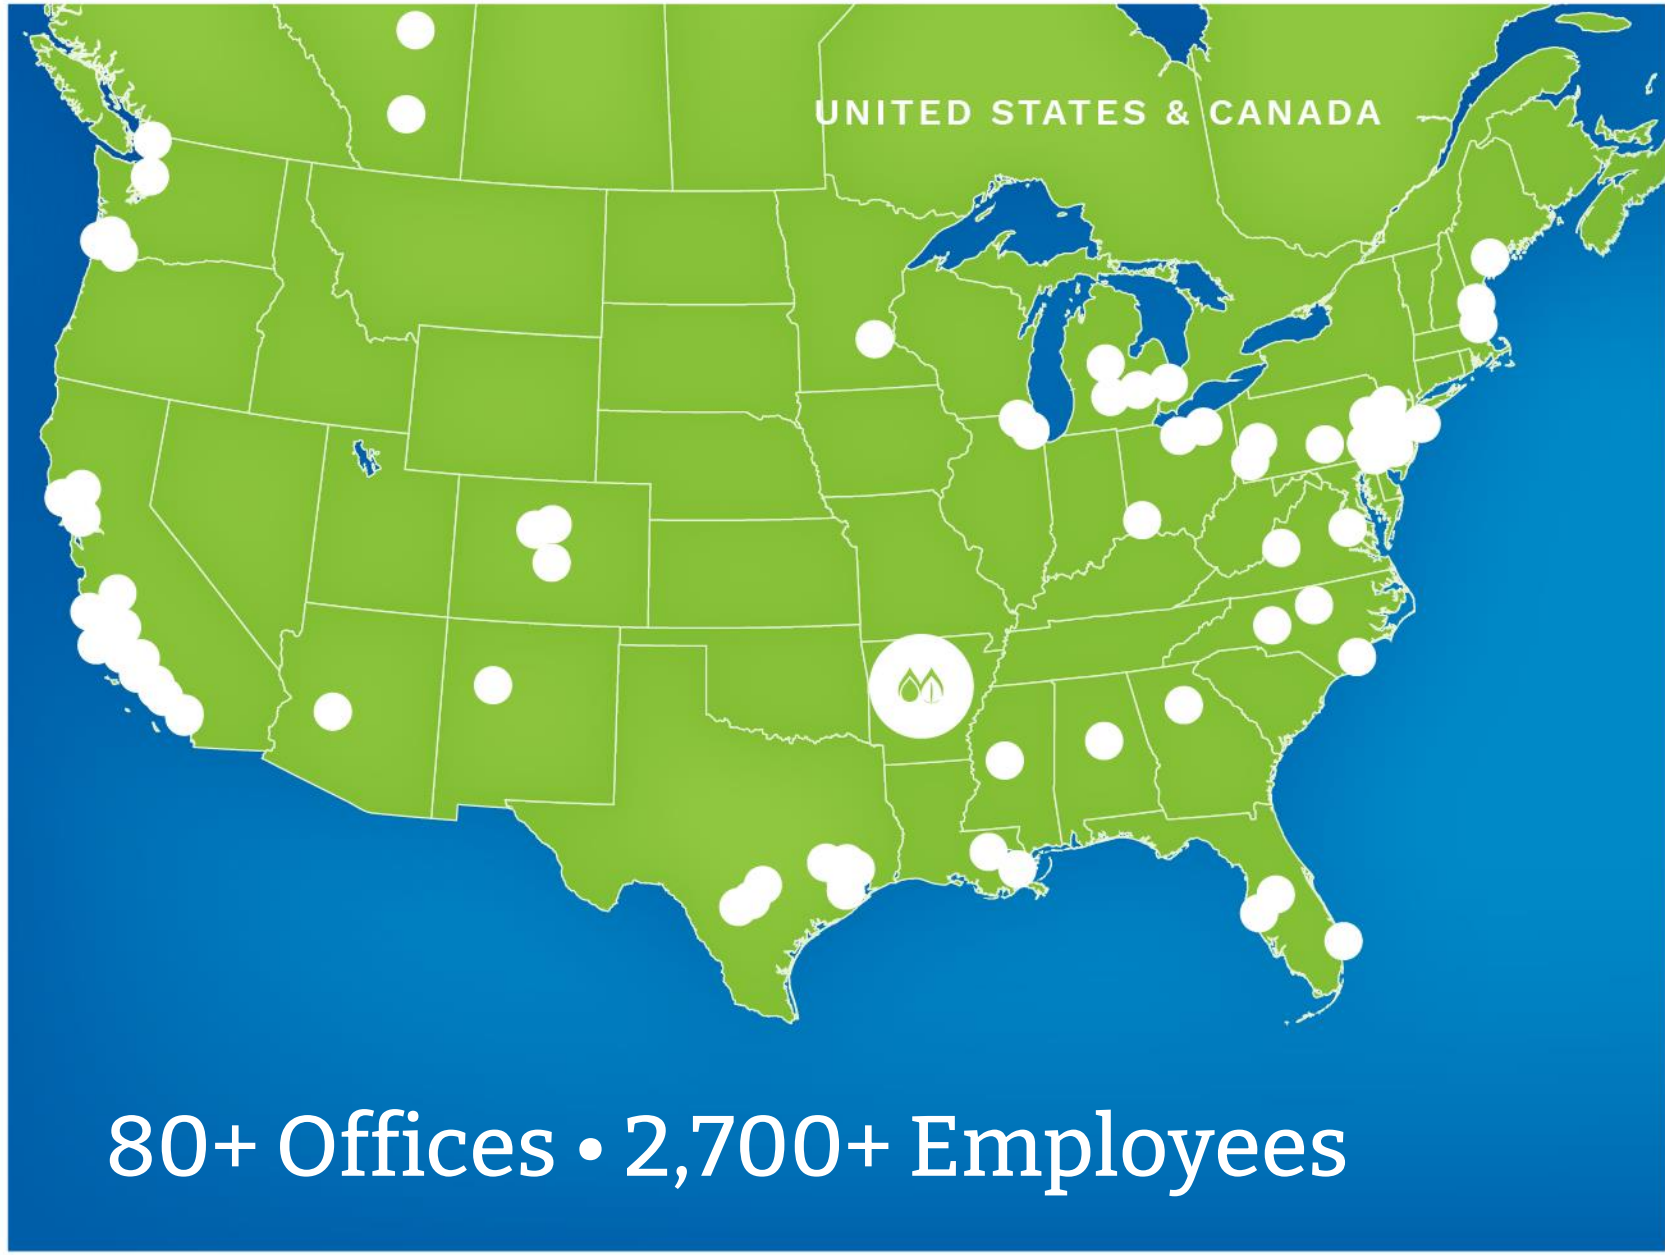 UNITED STATES & CANADA
80+ Offices • 2,700+ Employees